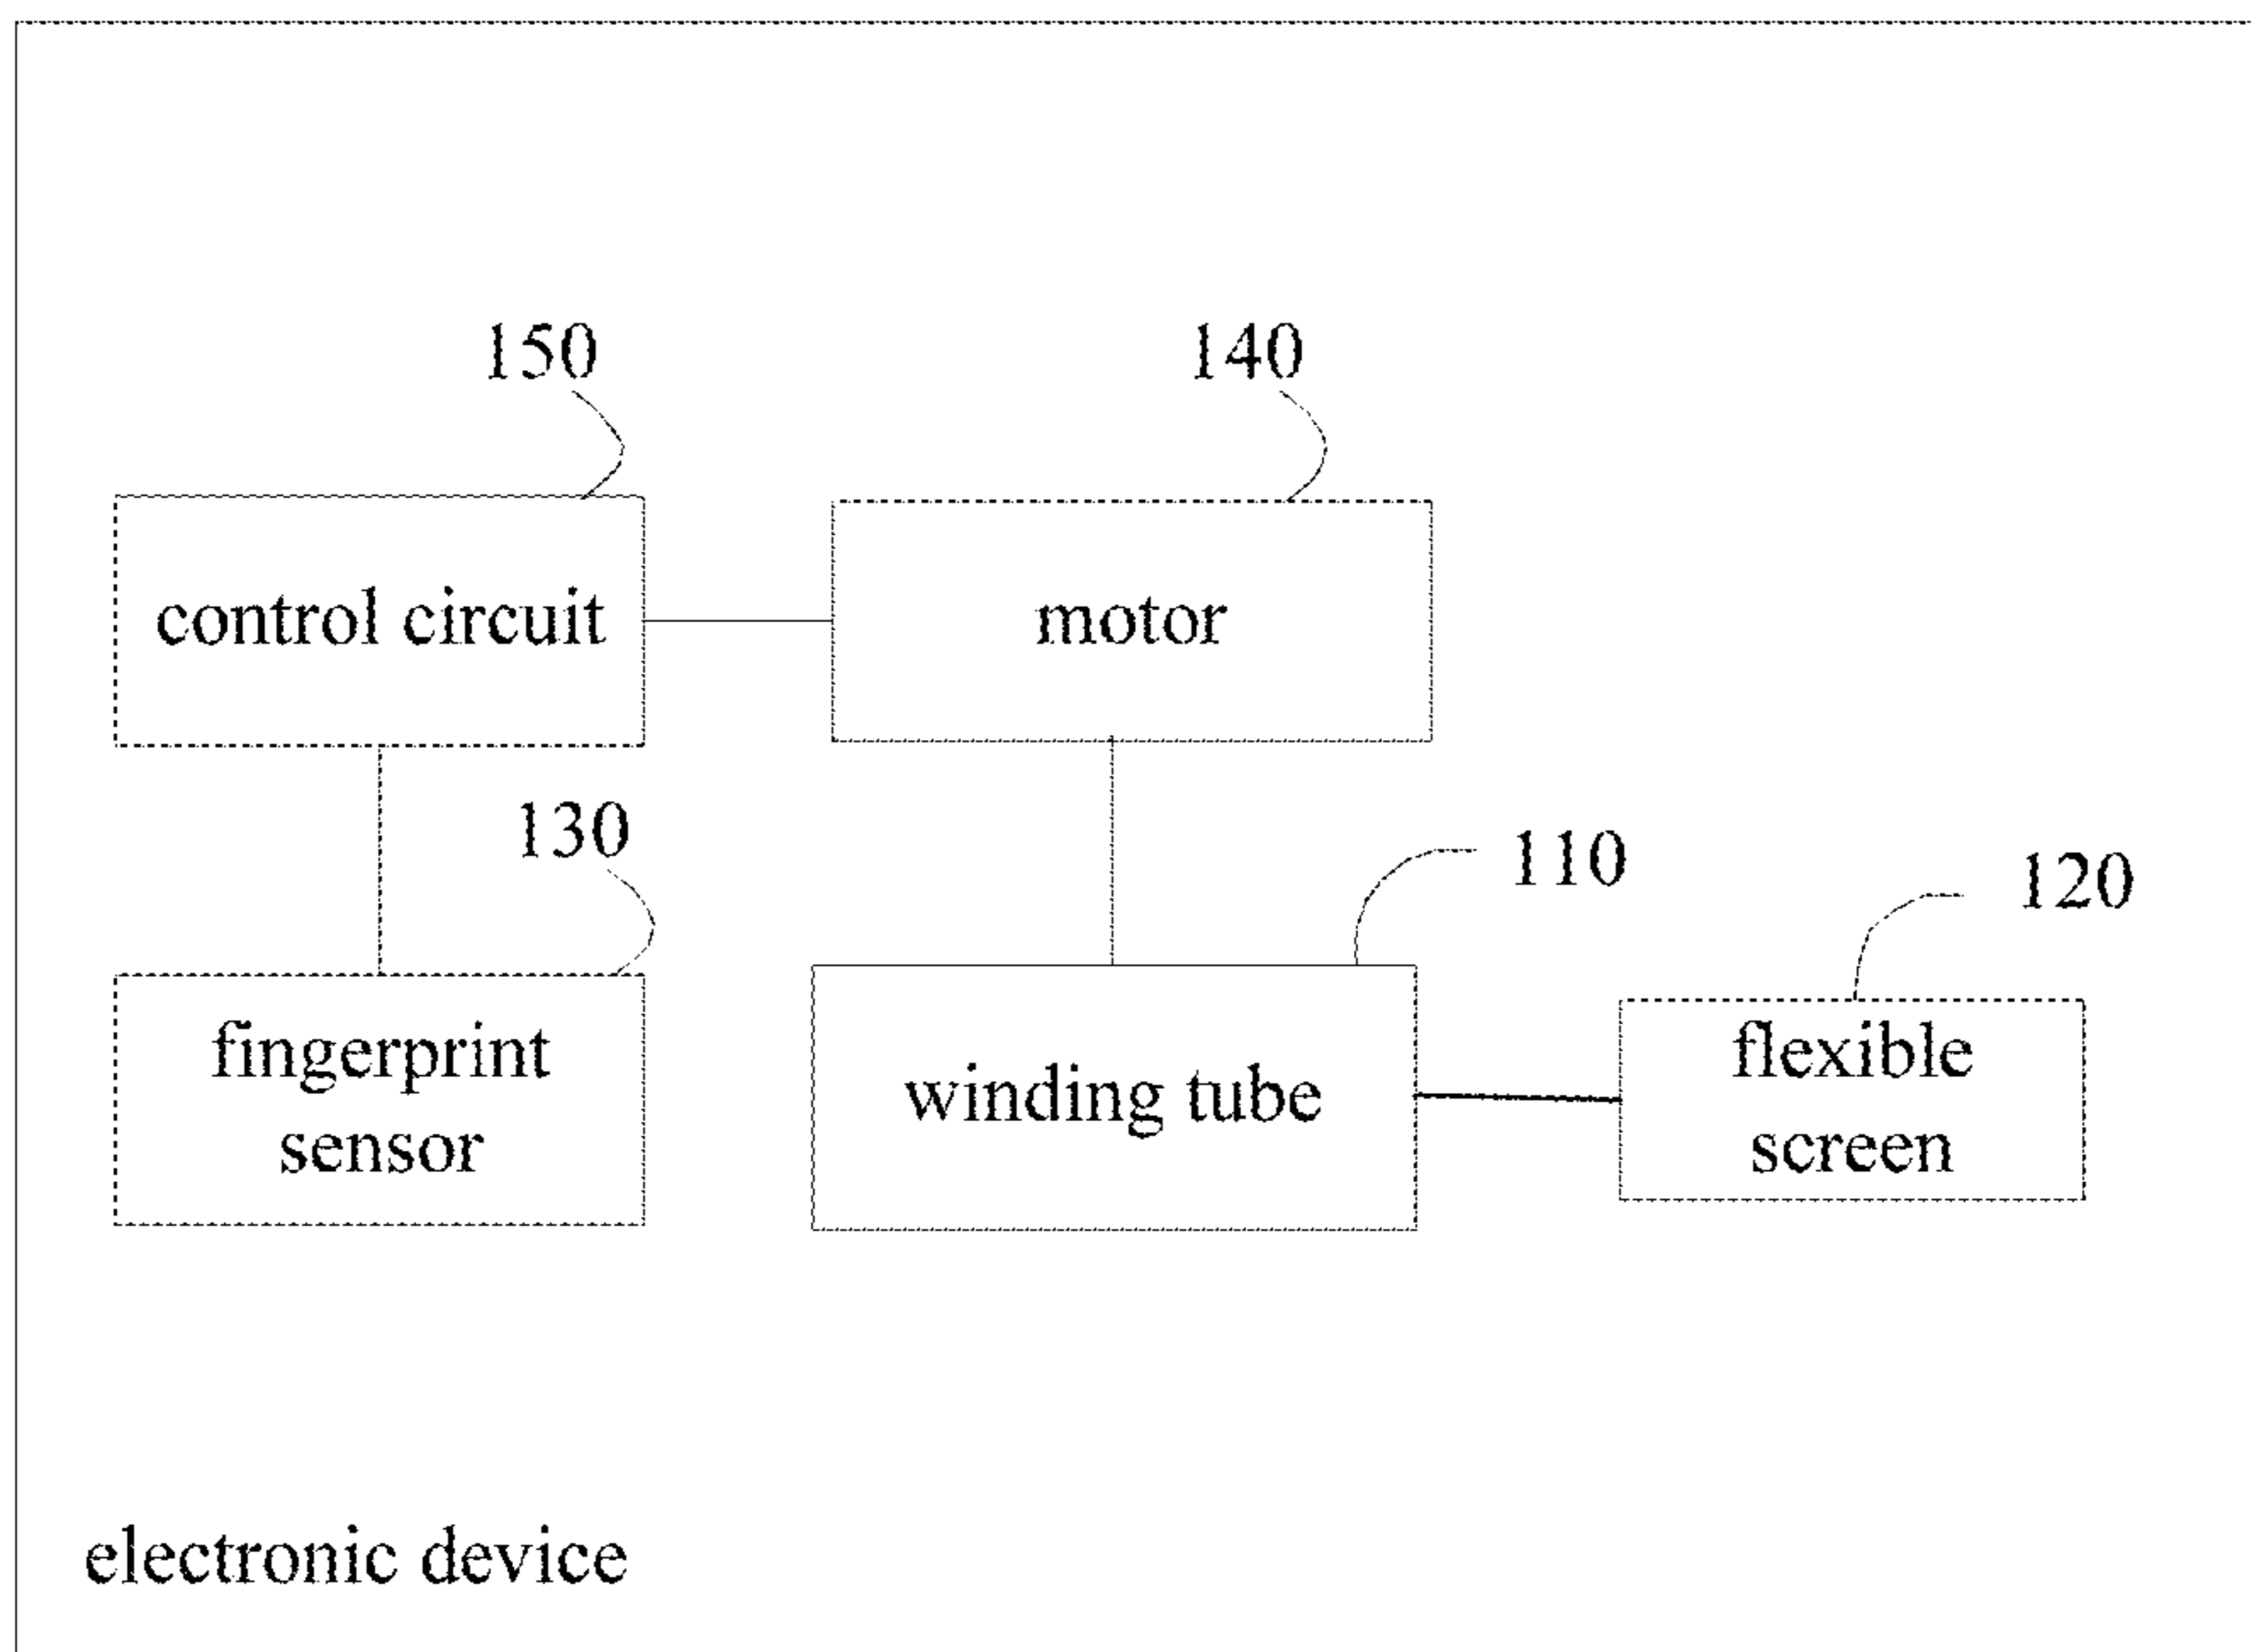 150
140
control circuit
motor
130
110
120
fingerprint
sensor
winding tube
flexible
screen
electronic device